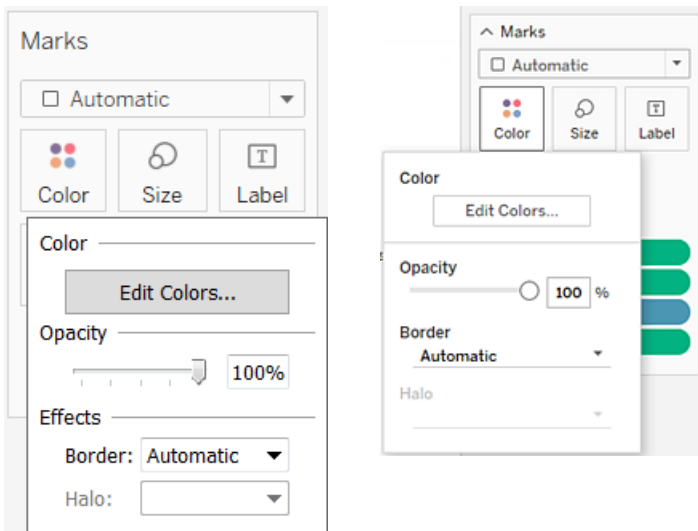 Marks
Automatic
Color Size Label
Color
Edit Colors...
Opacity
100%
Effects
Border: Automatic
Halo:
Marks
Automatic
Color Size Label
Color
Edit Colors...
Opacity
100 %
Border
Automatic
Halo